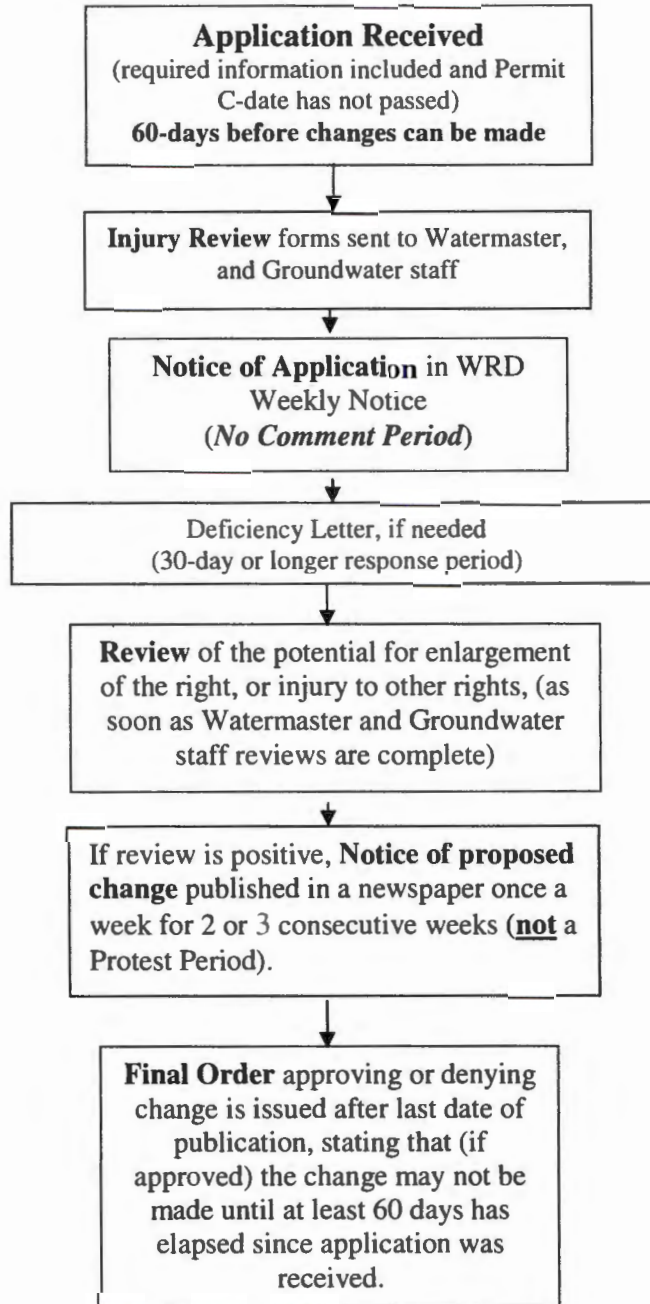 Application Received
(required information included and Permit
C-date has not passed)
60-days before changes can be made
Injury Review forms sent to Watermaster,
and Groundwater staff
Notice of Application in WRD
Weekly Notice
(No Comment Period)
Deficiency Letter, if needed
(30-day or longer response period)
Review of the potential for enlargement
of the right, or injury to other rights, (as
soon as Watermaster and Groundwater
staff reviews are complete)
If review is positive, Notice of proposed
change published in a newspaper once a
week for 2 or 3 consecutive weeks (not a
Protest Period).
Final Order approving or denying
change is issued after last date of
publication, stating that (if
approved) the change may not be
made until at least 60 days has
elapsed since application was
received.